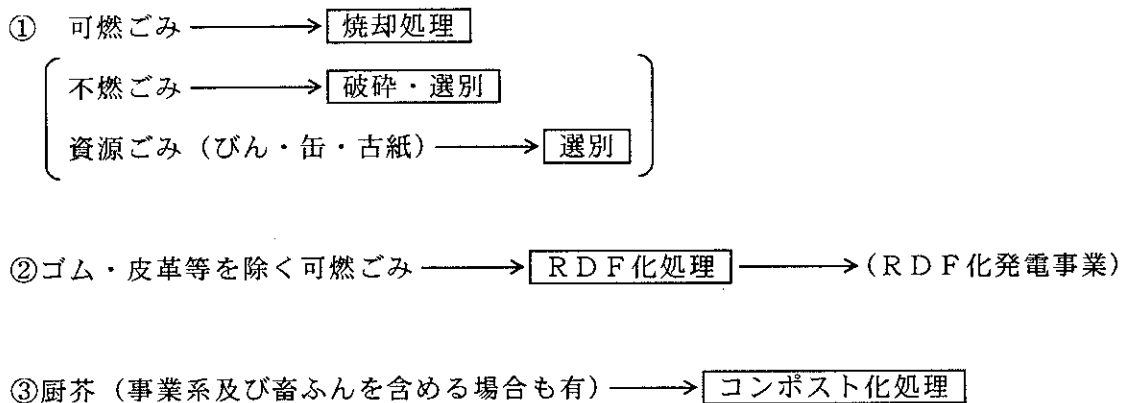 ① 可燃ごみ ⟶ 焼却処理
不燃ごみ ⟶ 破砕・選別
資源ごみ（びん・缶・古紙） ⟶ 選別
②ゴム・皮革等を除く可燃ごみ ⟶ ＲＤＦ化処理 ⟶ （ＲＤＦ化発電事業）
③厨芥（事業系及び畜ふんを含める場合も有） ⟶ コンポスト化処理